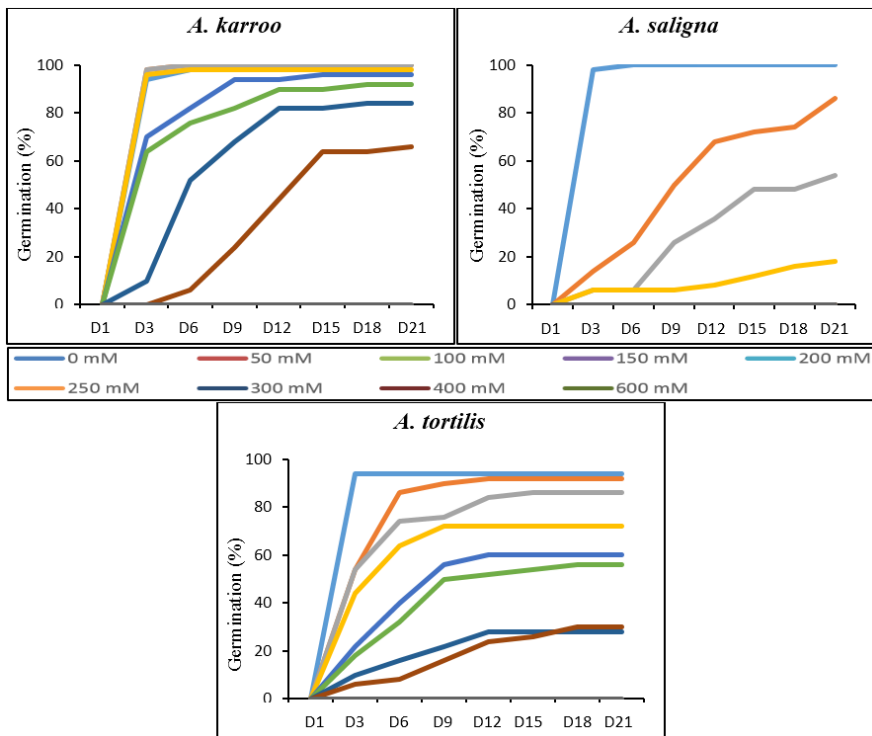 A. karroo
Germination (%)
100
80
60
40
20
0
D1 D3 D6 D9 D12 D15 D18 D21
A. saligna
Germination (%)
100
80
60
40
20
0
D1 D3 D6 D9 D12 D15 D18 D21
0 mM 50 mM 100 mM 150 mM 200 mM
250 mM 300 mM 400 mM 600 mM
A. tortilis
Germination (%)
100
80
60
40
20
0
D1 D3 D6 D9 D12 D15 D18 D21